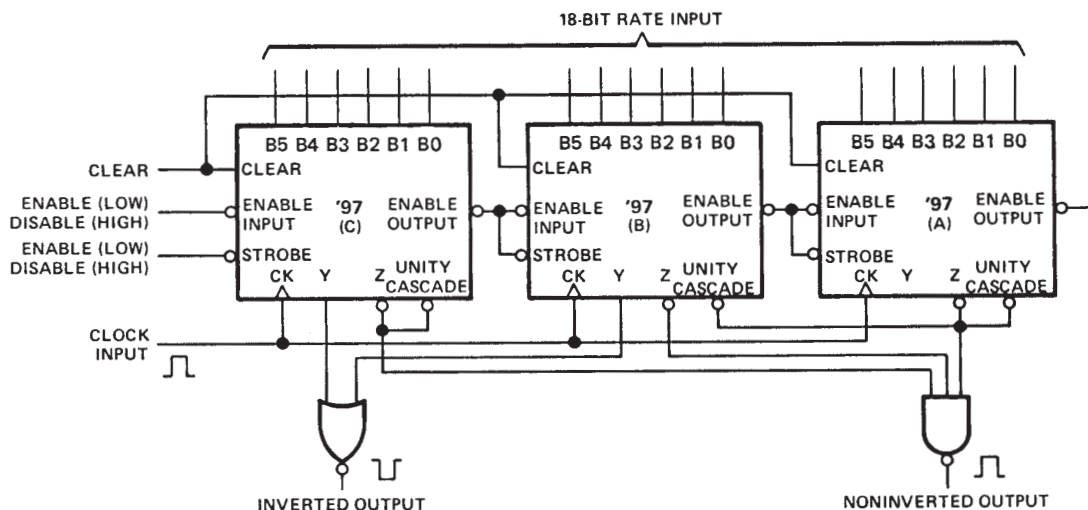 18-BIT RATE INPUT
B5 B4 B3 B2 B1 B0
B5 B4 B3 B2 B1 B0
B5 B4 B3 B2 B1 B0
CLEAR
CLEAR
CLEAR
CLEAR
ENABLE (LOW)
DISABLE (HIGH)
ENABLE
INPUT
'97
(C)
ENABLE
OUTPUT
ENABLE
INPUT
'97
(B)
ENABLE
OUTPUT
ENABLE
INPUT
'97
(A)
ENABLE
OUTPUT
ENABLE (LOW)
DISABLE (HIGH)
STROBE
STROBE
STROBE
CK Y Z UNITY
CASCADE
CK Y Z UNITY
CASCADE
CK Y Z UNITY
CASCADE
CLOCK
INPUT
INVERTED OUTPUT
NONINVERTED OUTPUT